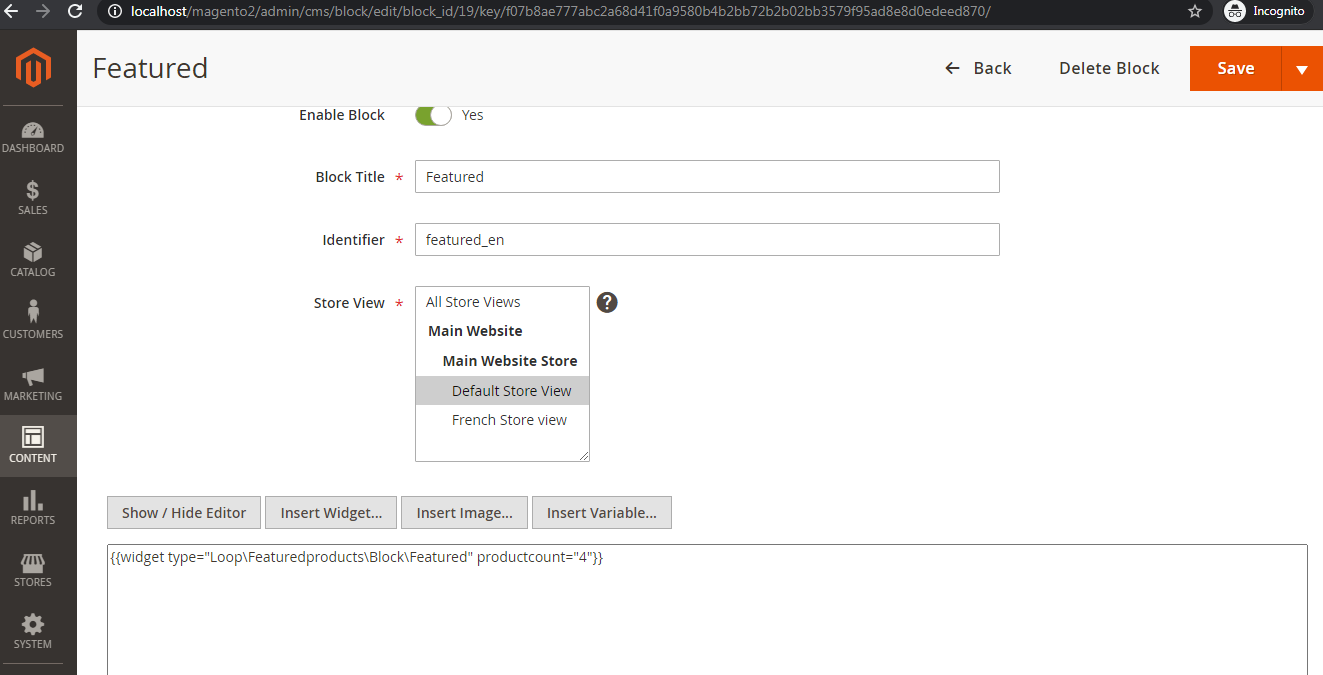 localhost/magento2/admin/cms/block/edit/block_id/19/key/f07b8ae777abc2a68d41f0a9580b4b2bb72b2b02bb3579f95ad8e8d0edeed870/
Incognito
Featured
Back
Delete Block
Save
DASHBOARD
$
SALES
CATALOG
CUSTOMERS
MARKETING
CONTENT
REPORTS
STORES
SYSTEM
Enable Block Yes
Block Title * Featured
Identifier * featured_en
Store View * All Store Views ?
Main Website
Main Website Store
Default Store View
French Store view
Show / Hide Editor
Insert Widget...
Insert Image...
Insert Variable...
{{widget type="Loop\Featuredproducts\Block\Featured" productcount="4"}}